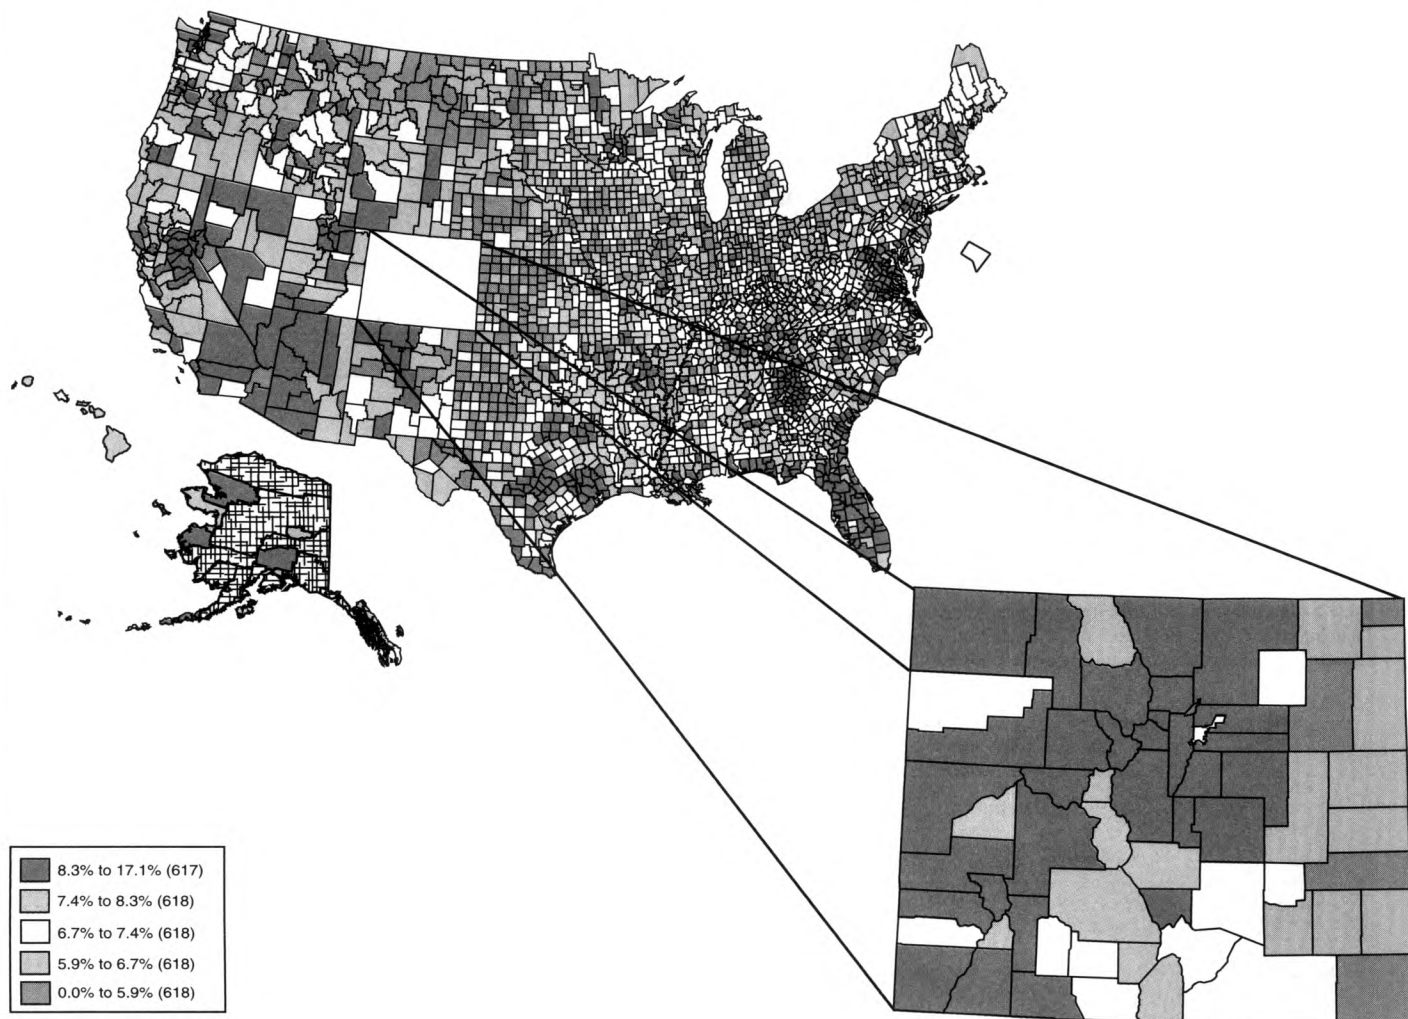 8.3% to 17.1% (617)
7.4% to 8.3% (618)
6.7% to 7.4% (618)
5.9% to 6.7% (618)
0.0% to 5.9% (618)